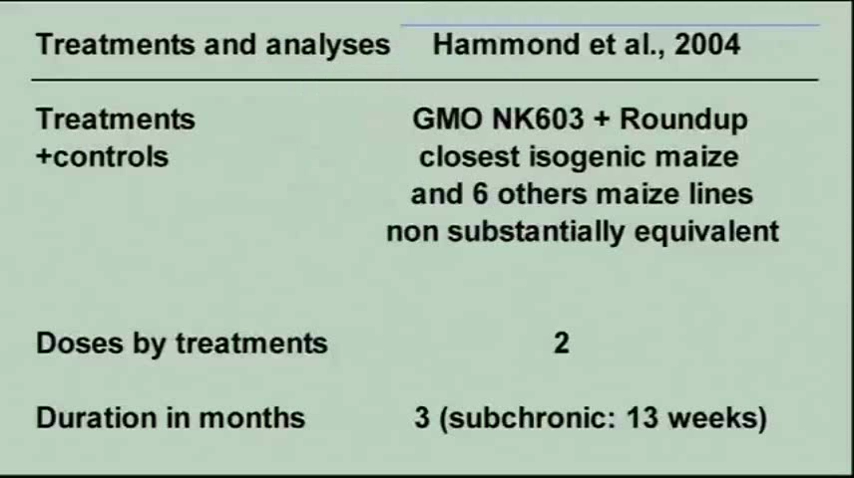 Treatments and analyses Hammond et al., 2004
Treatments GMO NK603 + Roundup
+controls closest isogenic maize
and 6 others maize lines
non substantially equivalent
Doses by treatments 2
Duration in months 3 (subchronic: 13 weeks)